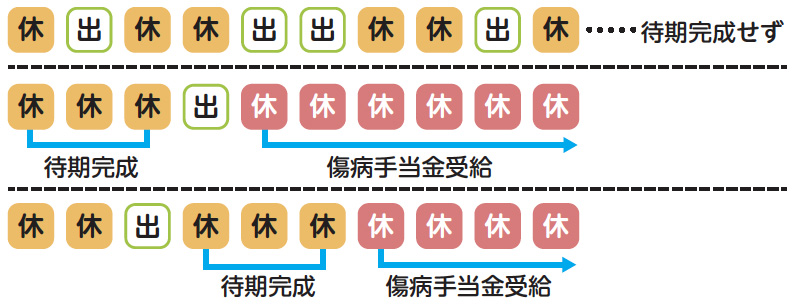 休 出 休 休 出 出 休 休 出 休 ・・・・・待期完成せず
休 休 休 出 休 休 休 休 休 休
待期完成 傷病手当金受給
休 休 出 休 休 休 休 休 休 休
待期完成 傷病手当金受給